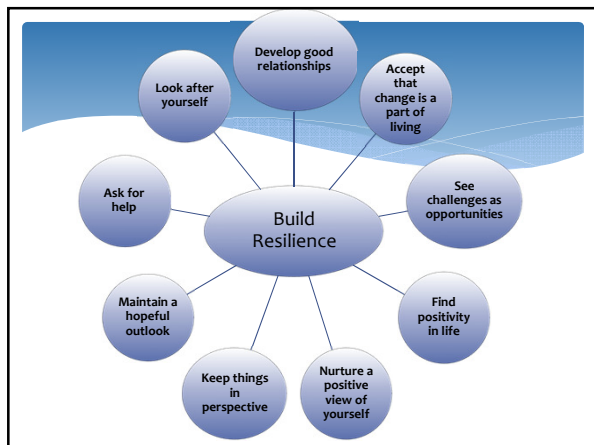 Develop good
relationships
Accept
that
change is a
part of
living
See
challenges as
opportunities
Find
positivity
in life
Nurture a
positive
view of
yourself
Keep things
in
perspective
Maintain a
hopeful
outlook
Ask for
help
Look after
yourself
Build
Resilience